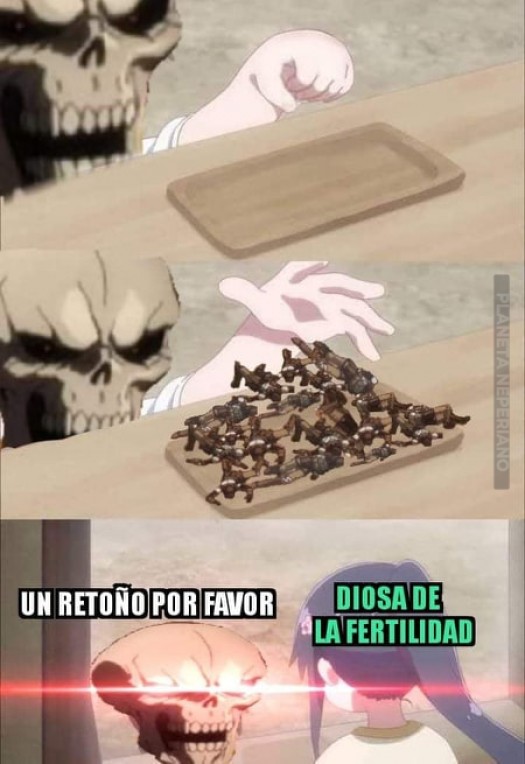 PLANETA NEPERIANO
UN RETOÑO POR FAVOR
DIOSA DE
LA FERTILIDAD